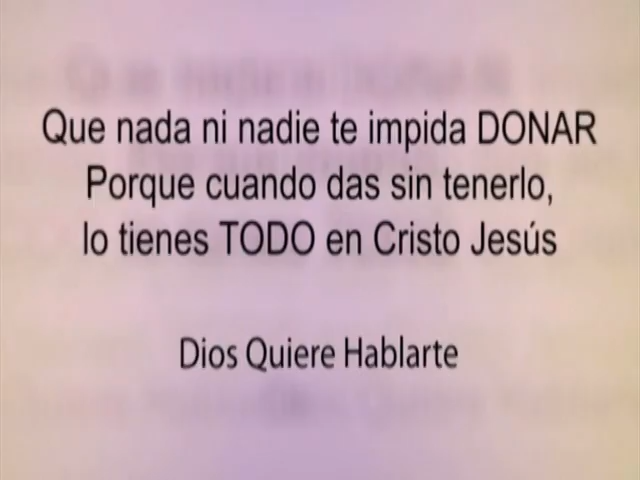 Que nada ni nadie te impida DONAR
Porque cuando das sin tenerlo,
lo tienes TODO en Cristo Jesús
Dios Quiere Hablarte